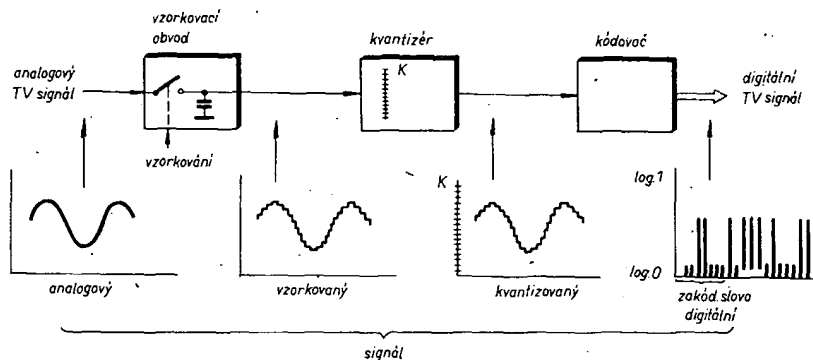 vzorkovací
obvod
kvantizér
kódovač
analogový
TV signál
K
digitální
TV signál
vzorkování
K
log.1
log.0
analogový
vzorkovaný
kvantizovaný
zakód. slovo
digitální
signál